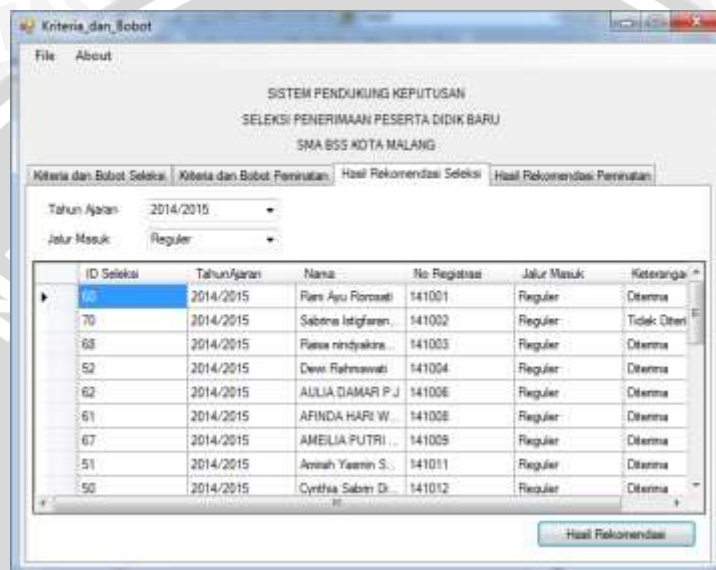 Kriteria_dan_Bobot
File About
SISTEM PENDUKUNG KEPUTUSAN
SELEKSI PENERIMAAN PESERTA DIDIK BARU
SMA BSS KOTA MALANG
Kriteria dan Bobot Seleksi Kriteria dan Bobot Peminatan Hasil Rekomendasi Seleksi Hasil Rekomendasi Peminatan
Tahun Ajaran 2014/2015
Jalur Masuk Reguler
ID Seleksi TahunAjaran Nama No Registrasi Jalur Masuk Keterangan
60 2014/2015 Rani Ayu 141001 Reguler Diterima
70 2014/2015 Sabrina Istigfaren... 141002 Reguler Tidak Diteri
68 2014/2015 Raisa nindyakira... 141003 Reguler Diterima
52 2014/2015 Dewi Rahmawati 141004 Reguler Diterima
62 2014/2015 AULIA DAMAR P J 141006 Reguler Diterima
61 2014/2015 AFINDA HARI W... 141008 Reguler Diterima
67 2014/2015 AMEILIA PUTRI ... 141009 Reguler Diterima
51 2014/2015 Amirah Yasmin S... 141011 Reguler Diterima
50 2014/2015 Cynthia Sabrin Di... 141012 Reguler Diterima
Hasil Rekomendasi